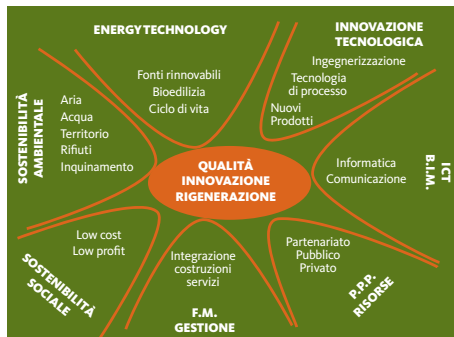 ENERGY TECHNOLOGY
Fonti rinnovabili
Bioedilizia
Ciclo di vita
INNOVAZIONE
TECNOLOGICA
Ingegnerizzazione
Tecnologia
di processo
Nuovi
Prodotti
SOSTENIBILITÀ
AMBIENTALE
Aria
Acqua
Territorio
Rifiuti
Inquinamento
QUALITÀ
INNOVAZIONE
RIGENERAZIONE
Informatica
Comunicazione
ICT
B.I.M.
Low cost
Low profit
SOSTENIBILITÀ
SOCIALE
Integrazione
costruzioni
servizi
F.M.
GESTIONE
Partenariato
Pubblico
Privato
P.P.P.
RISORSE